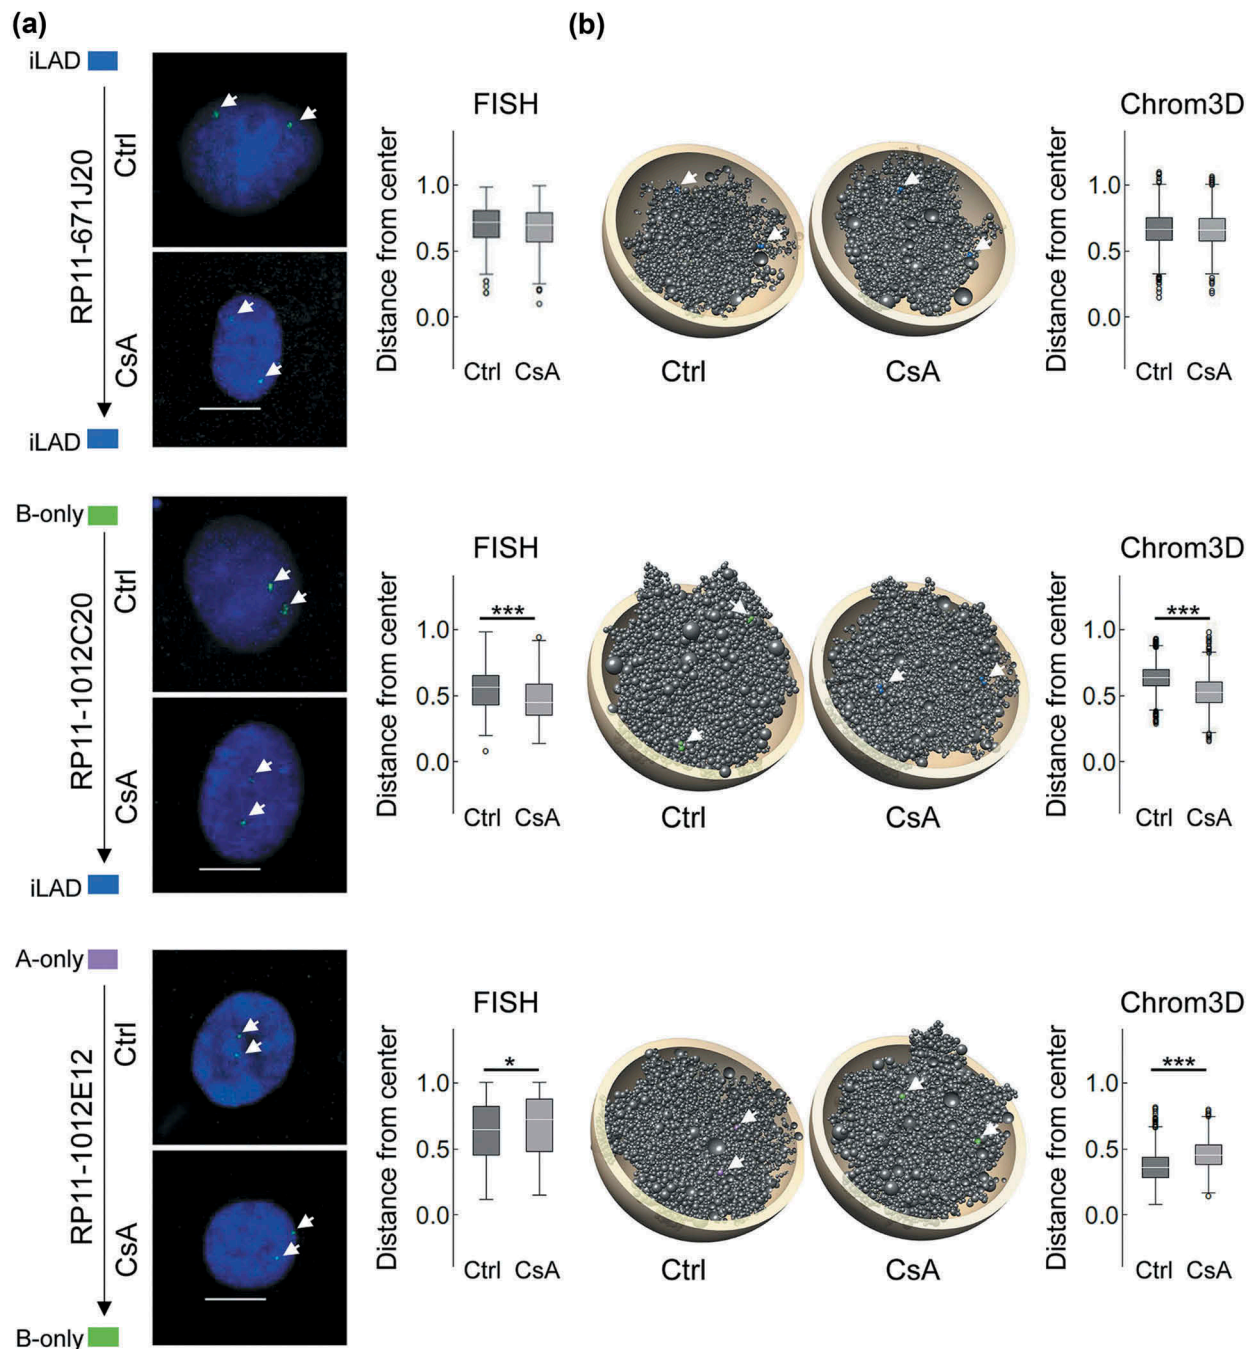 (a)
(b)
iLAD
RP11-671J20
Ctrl
CsA
iLAD
FISH
Distance from center
1.0
0.5
0.0
Ctrl CsA
Ctrl
CsA
Chrom3D
Distance from center
1.0
0.5
0.0
Ctrl CsA
B-only
RP11-1012C20
Ctrl
CsA
iLAD
FISH
Distance from center
***
1.0
0.5
0.0
Ctrl CsA
Ctrl
CsA
Chrom3D
Distance from center
***
1.0
0.5
0.0
Ctrl CsA
A-only
RP11-1012E12
Ctrl
CsA
B-only
FISH
Distance from center
*
1.0
0.5
0.0
Ctrl CsA
Ctrl
CsA
Chrom3D
Distance from center
***
1.0
0.5
0.0
Ctrl CsA